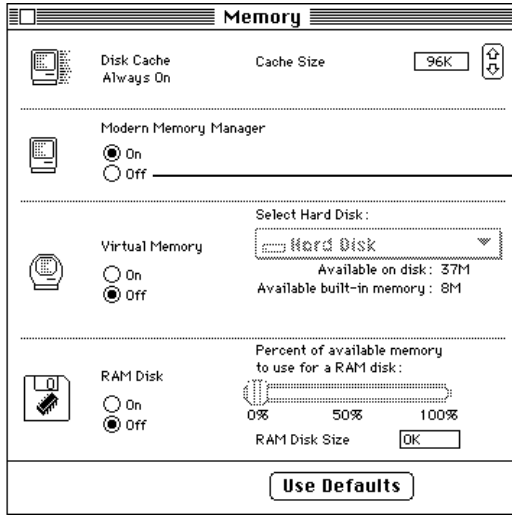 Memory
Disk Cache
Always On
Cache Size
96K
Modern Memory Manager
On
Off
Select Hard Disk:
Hard Disk
Virtual Memory
On
Off
Available on disk: 37M
Available built-in memory: 8M
Percent of available memory
to use for a RAM disk:
RAM Disk
On
Off
0% 50% 100%
RAM Disk Size
0K
Use Defaults